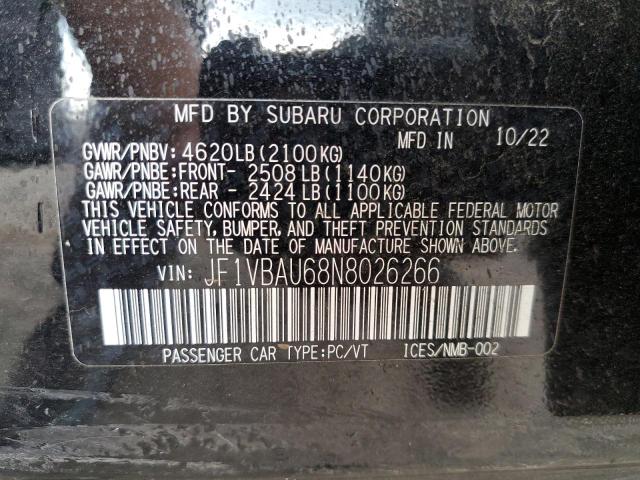 MFD BY SUBARU CORPORATION
MFD IN 10/22
GVWR/PNBV: 4620LB(2100KG)
GAWR/PNBE:FRONT- 2508LB(1140KG)
GAWR/PNBE:REAR - 2424LB(1100KG)
THIS VEHICLE CONFORMS TO ALL APPLICABLE FEDERAL MOTOR
VEHICLE SAFETY, BUMPER, AND THEFT PREVENTION STANDARDS
IN EFFECT ON THE DATE OF MANUFACTURE SHOWN ABOVE.
VIN: JF1VBAU68N8026266
PASSENGER CAR TYPE:PC/VT ICES/NMB-002